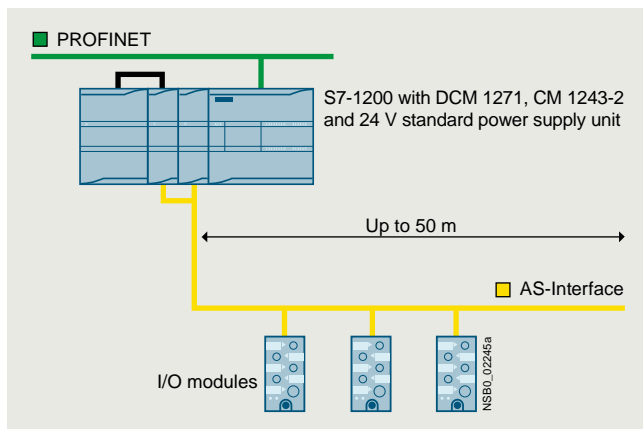 PROFINET
S7-1200 with DCM 1271, CM 1243-2
and 24 V standard power supply unit
Up to 50 m
AS-Interface
I/O modules
NSB0_02245a